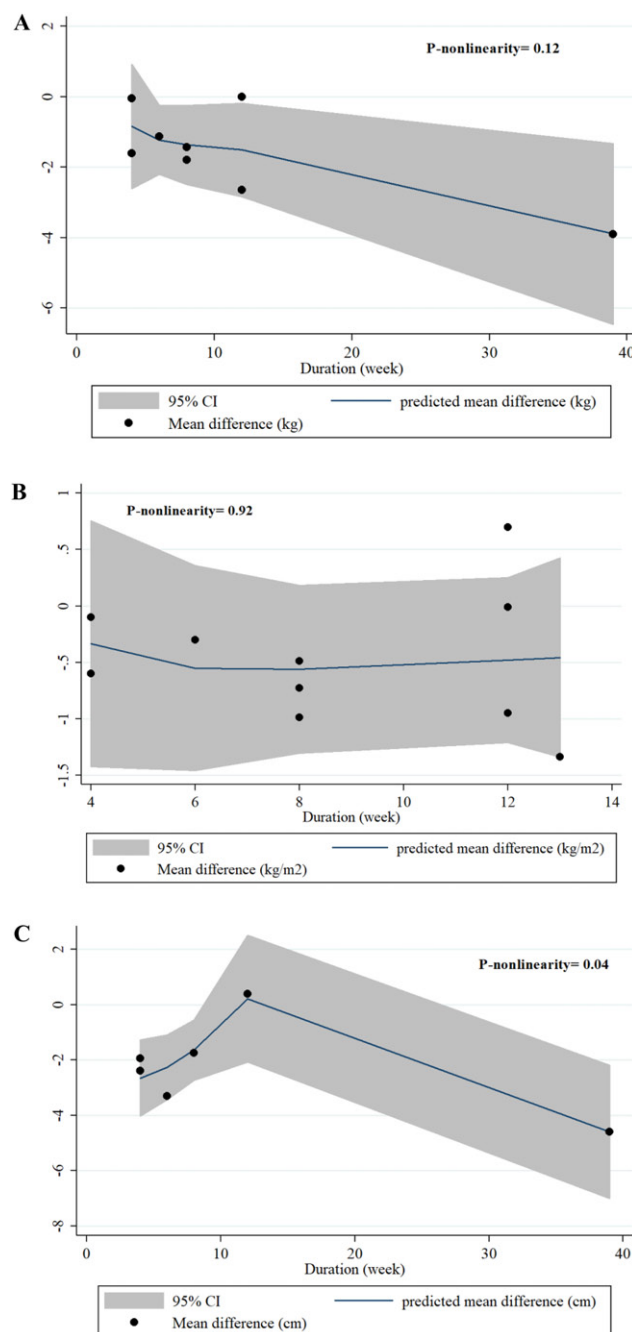 A
P-nonlinearity= 0.12
0
-2
-4
-6
0 10 20 30 40
Duration (week)
95% CI predicted mean difference (kg)
Mean difference (kg)
B
P-nonlinearity= 0.92
1
.5
0
-.5
-1
-1.5
4 6 8 10 12 14
Duration (week)
95% CI predicted mean difference (kg/m2)
Mean difference (kg/m2)
C
P-nonlinearity= 0.04
2
0
-2
-4
-6
-8
0 10 20 30 40
Duration (week)
95% CI predicted mean difference (cm)
Mean difference (cm)